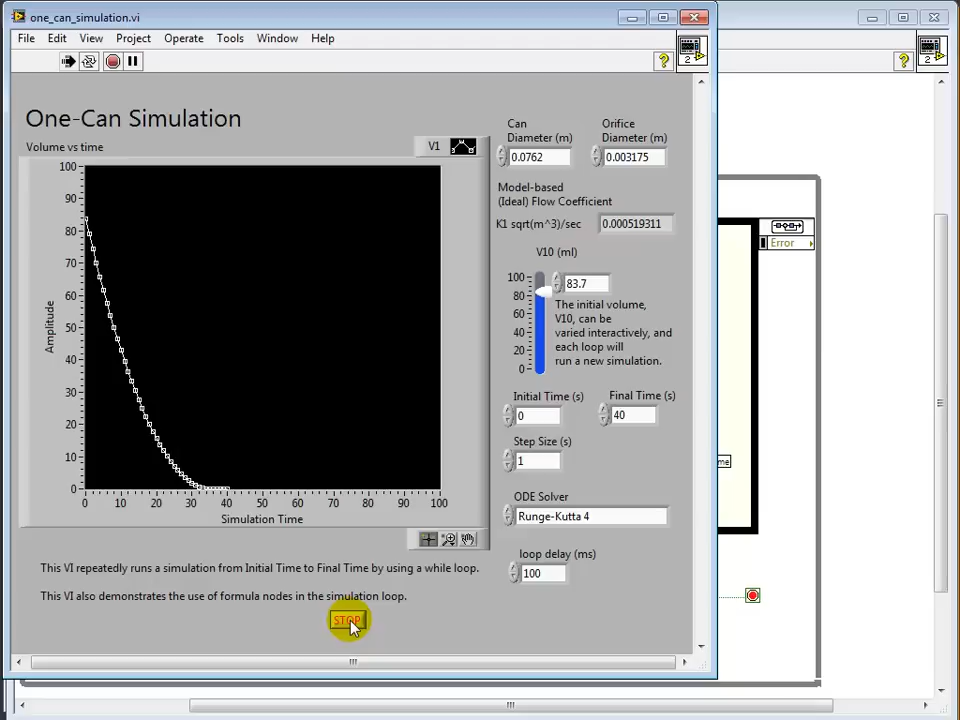 one_can_simulation.vi
File Edit View Project Operate Tools Window Help
2
2
One-Can Simulation
Volume vs time
V1
100
90
80
70
60
50
40
30
20
10
0
Amplitude
0 10 20 30 40 50 60 70 80 90 100
Simulation Time
Can
Diameter (m)
0.0762
Orifice
Diameter (m)
0.003175
Model-based
(Ideal) Flow Coefficient
K1 sqrt(m^3)/sec
0.000519311
V10 (ml)
100
80
60
40
20
0
83.7
The initial volume,
V10, can be
varied interactively, and
each loop will
run a new simulation.
Initial Time (s)
0
Final Time (s)
40
Step Size (s)
1
ODE Solver
Runge-Kutta 4
loop delay (ms)
100
This VI repeatedly runs a simulation from Initial Time to Final Time by using a while loop.
This VI also demonstrates the use of formula nodes in the simulation loop.
STOP
Error
me